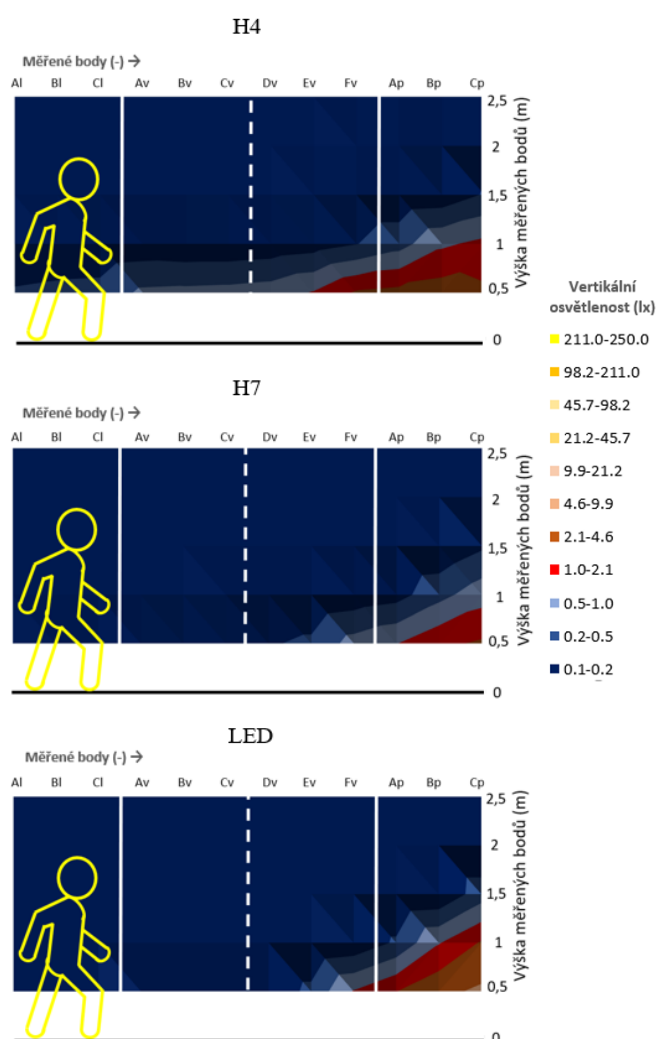 H4
Měřené body (-) →
Al Bl Cl Av Bv Cv Dv Ev Fv Ap Bp Cp
2,5
2
1,5
1
0,5
0
Výška měřených bodů (m)
Vertikální
osvětlenost (lx)
211.0-250.0
98.2-211.0
45.7-98.2
21.2-45.7
9.9-21.2
4.6-9.9
2.1-4.6
1.0-2.1
0.5-1.0
0.2-0.5
0.1-0.2
H7
Měřené body (-) →
Al Bl Cl Av Bv Cv Dv Ev Fv Ap Bp Cp
2,5
2
1,5
1
0,5
0
Výška měřených bodů (m)
LED
Měřené body (-) →
Al Bl Cl Av Bv Cv Dv Ev Fv Ap Bp Cp
2,5
2
1,5
1
0,5
0
Výška měřených bodů (m)